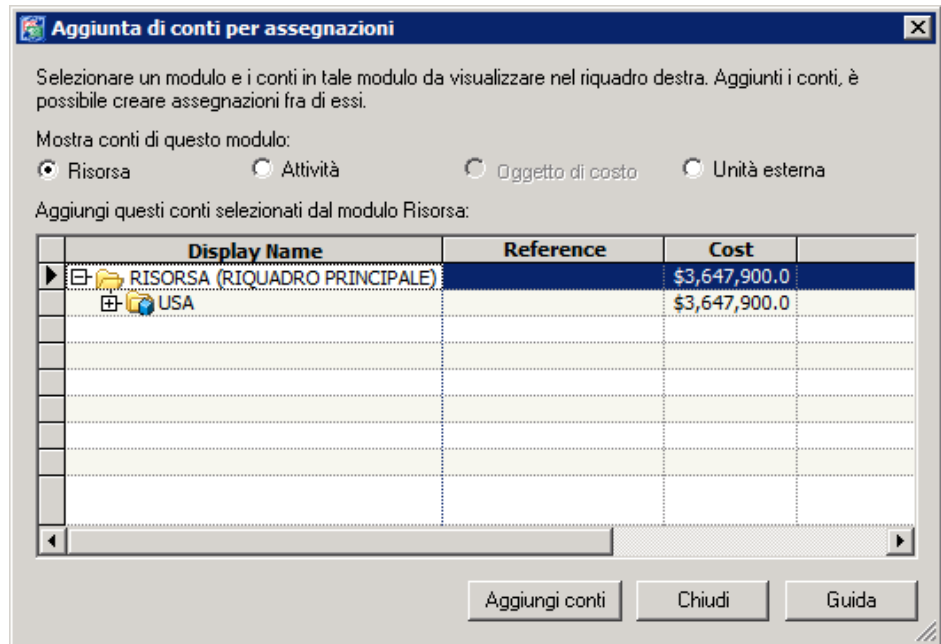 Aggiunta di conti per assegnazioni
Selezionare un modulo e i conti in tale modulo da visualizzare nel riquadro destra. Aggiunti i conti, è
possibile creare assegnazioni fra di essi.
Mostra conti di questo modulo:
Risorsa Attività Oggetto di costo Unità esterna
Aggiungi questi conti selezionati dal modulo Risorsa:
Display Name Reference Cost
RISORSA (RIQUADRO PRINCIPALE) $3,647,900.0
USA $3,647,900.0
Aggiungi conti Chiudi Guida